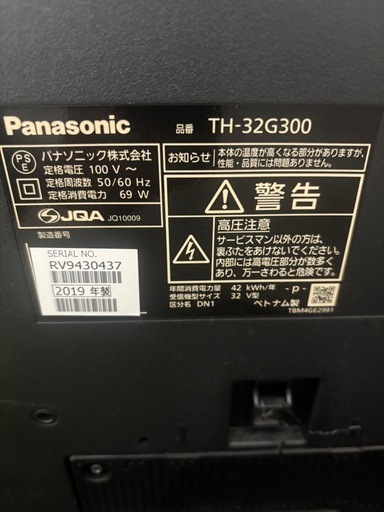 Panasonic
品番 TH-32G300
PS
E
パナソニック株式会社
定格電圧 100 V ～
定格周波数 50/60 Hz
定格消費電力 69 W
お知らせ
本体の温度が高くなる部分がありますが、
性能・品質には問題ありません。
JQA JQ10009
警告
高圧注意
サービスマン以外の方は、
裏ぶたをあけないでください。
内部には高電圧部分が数多く
あり、万一さわると危険です。
製造番号
SERIAL NO.
RV9430437
2019 年製
年間消費電力量 42 kWh/年
受信機型サイズ 32 V型
区分名 DN1
-p-
ベトナム製
TBM4GE2991